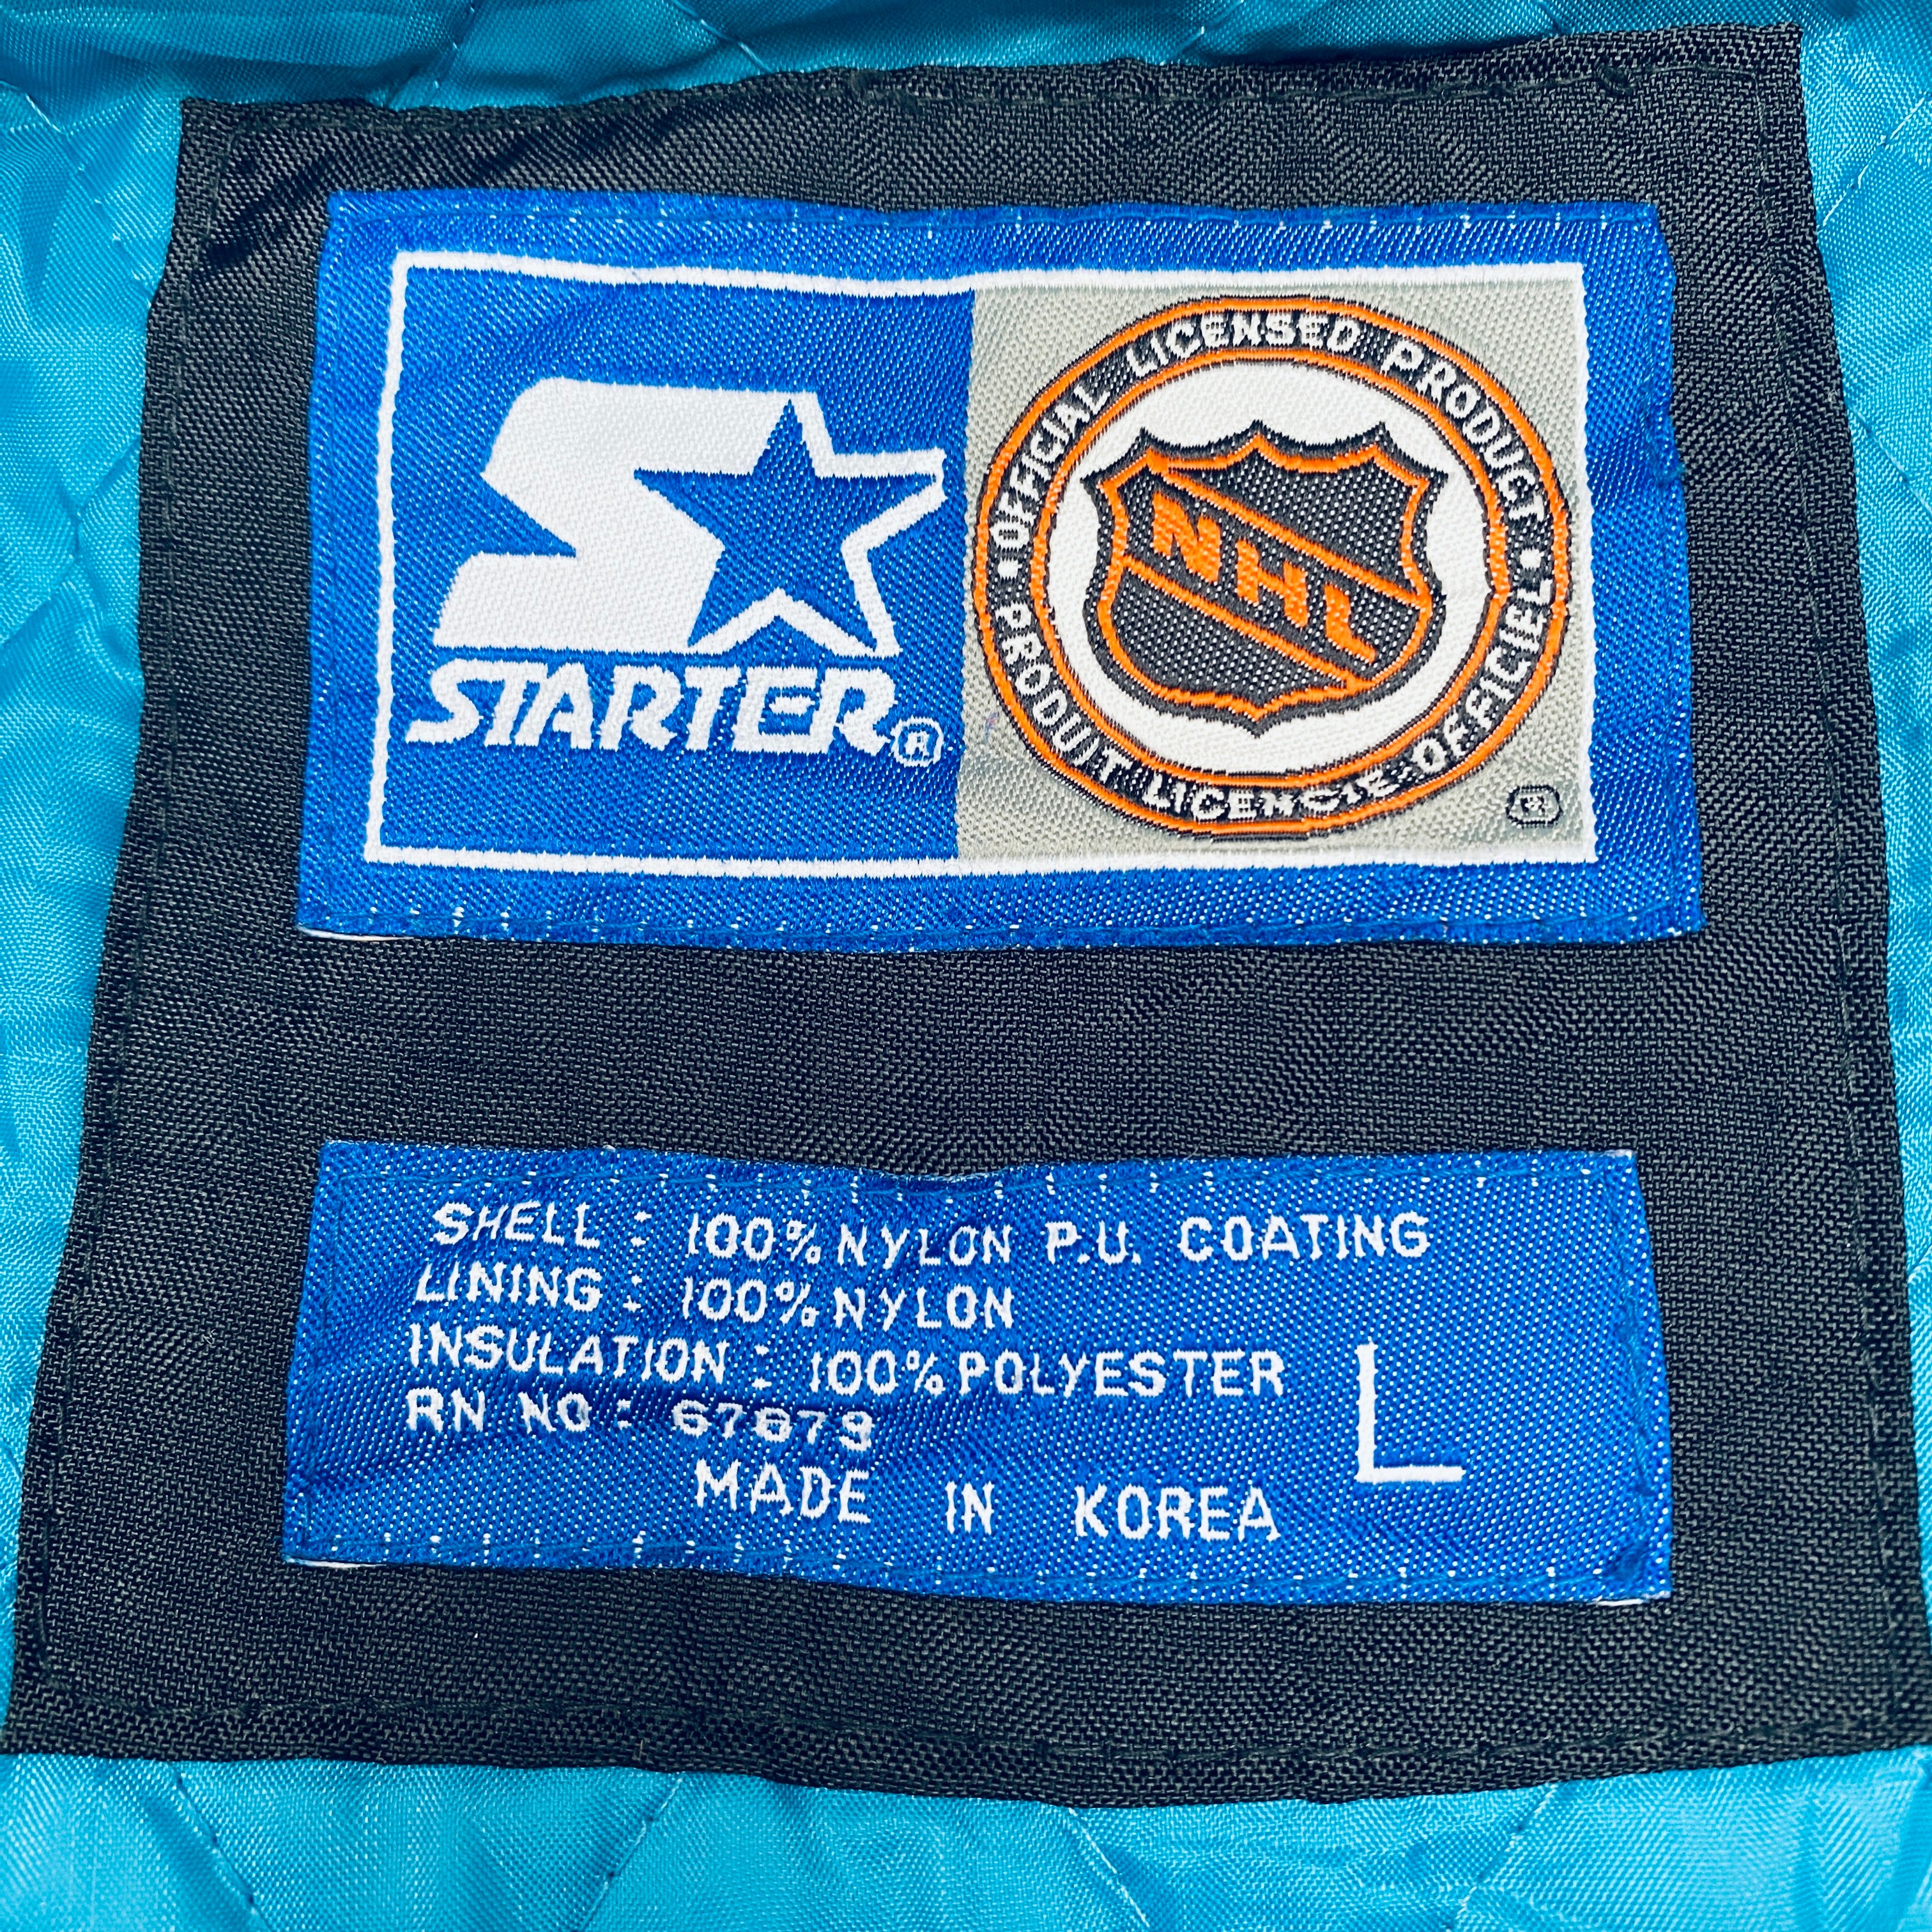 STARTER®
• OFFICIAL LICENSED PRODUCT •
NHL
PRODUIT LICENCIE OFFICIEL
®
SHELL : 100% NYLON P.U. COATING
LINING : 100% NYLON
INSULATION : 100% POLYESTER
RN NO : 67679
L
MADE IN KOREA